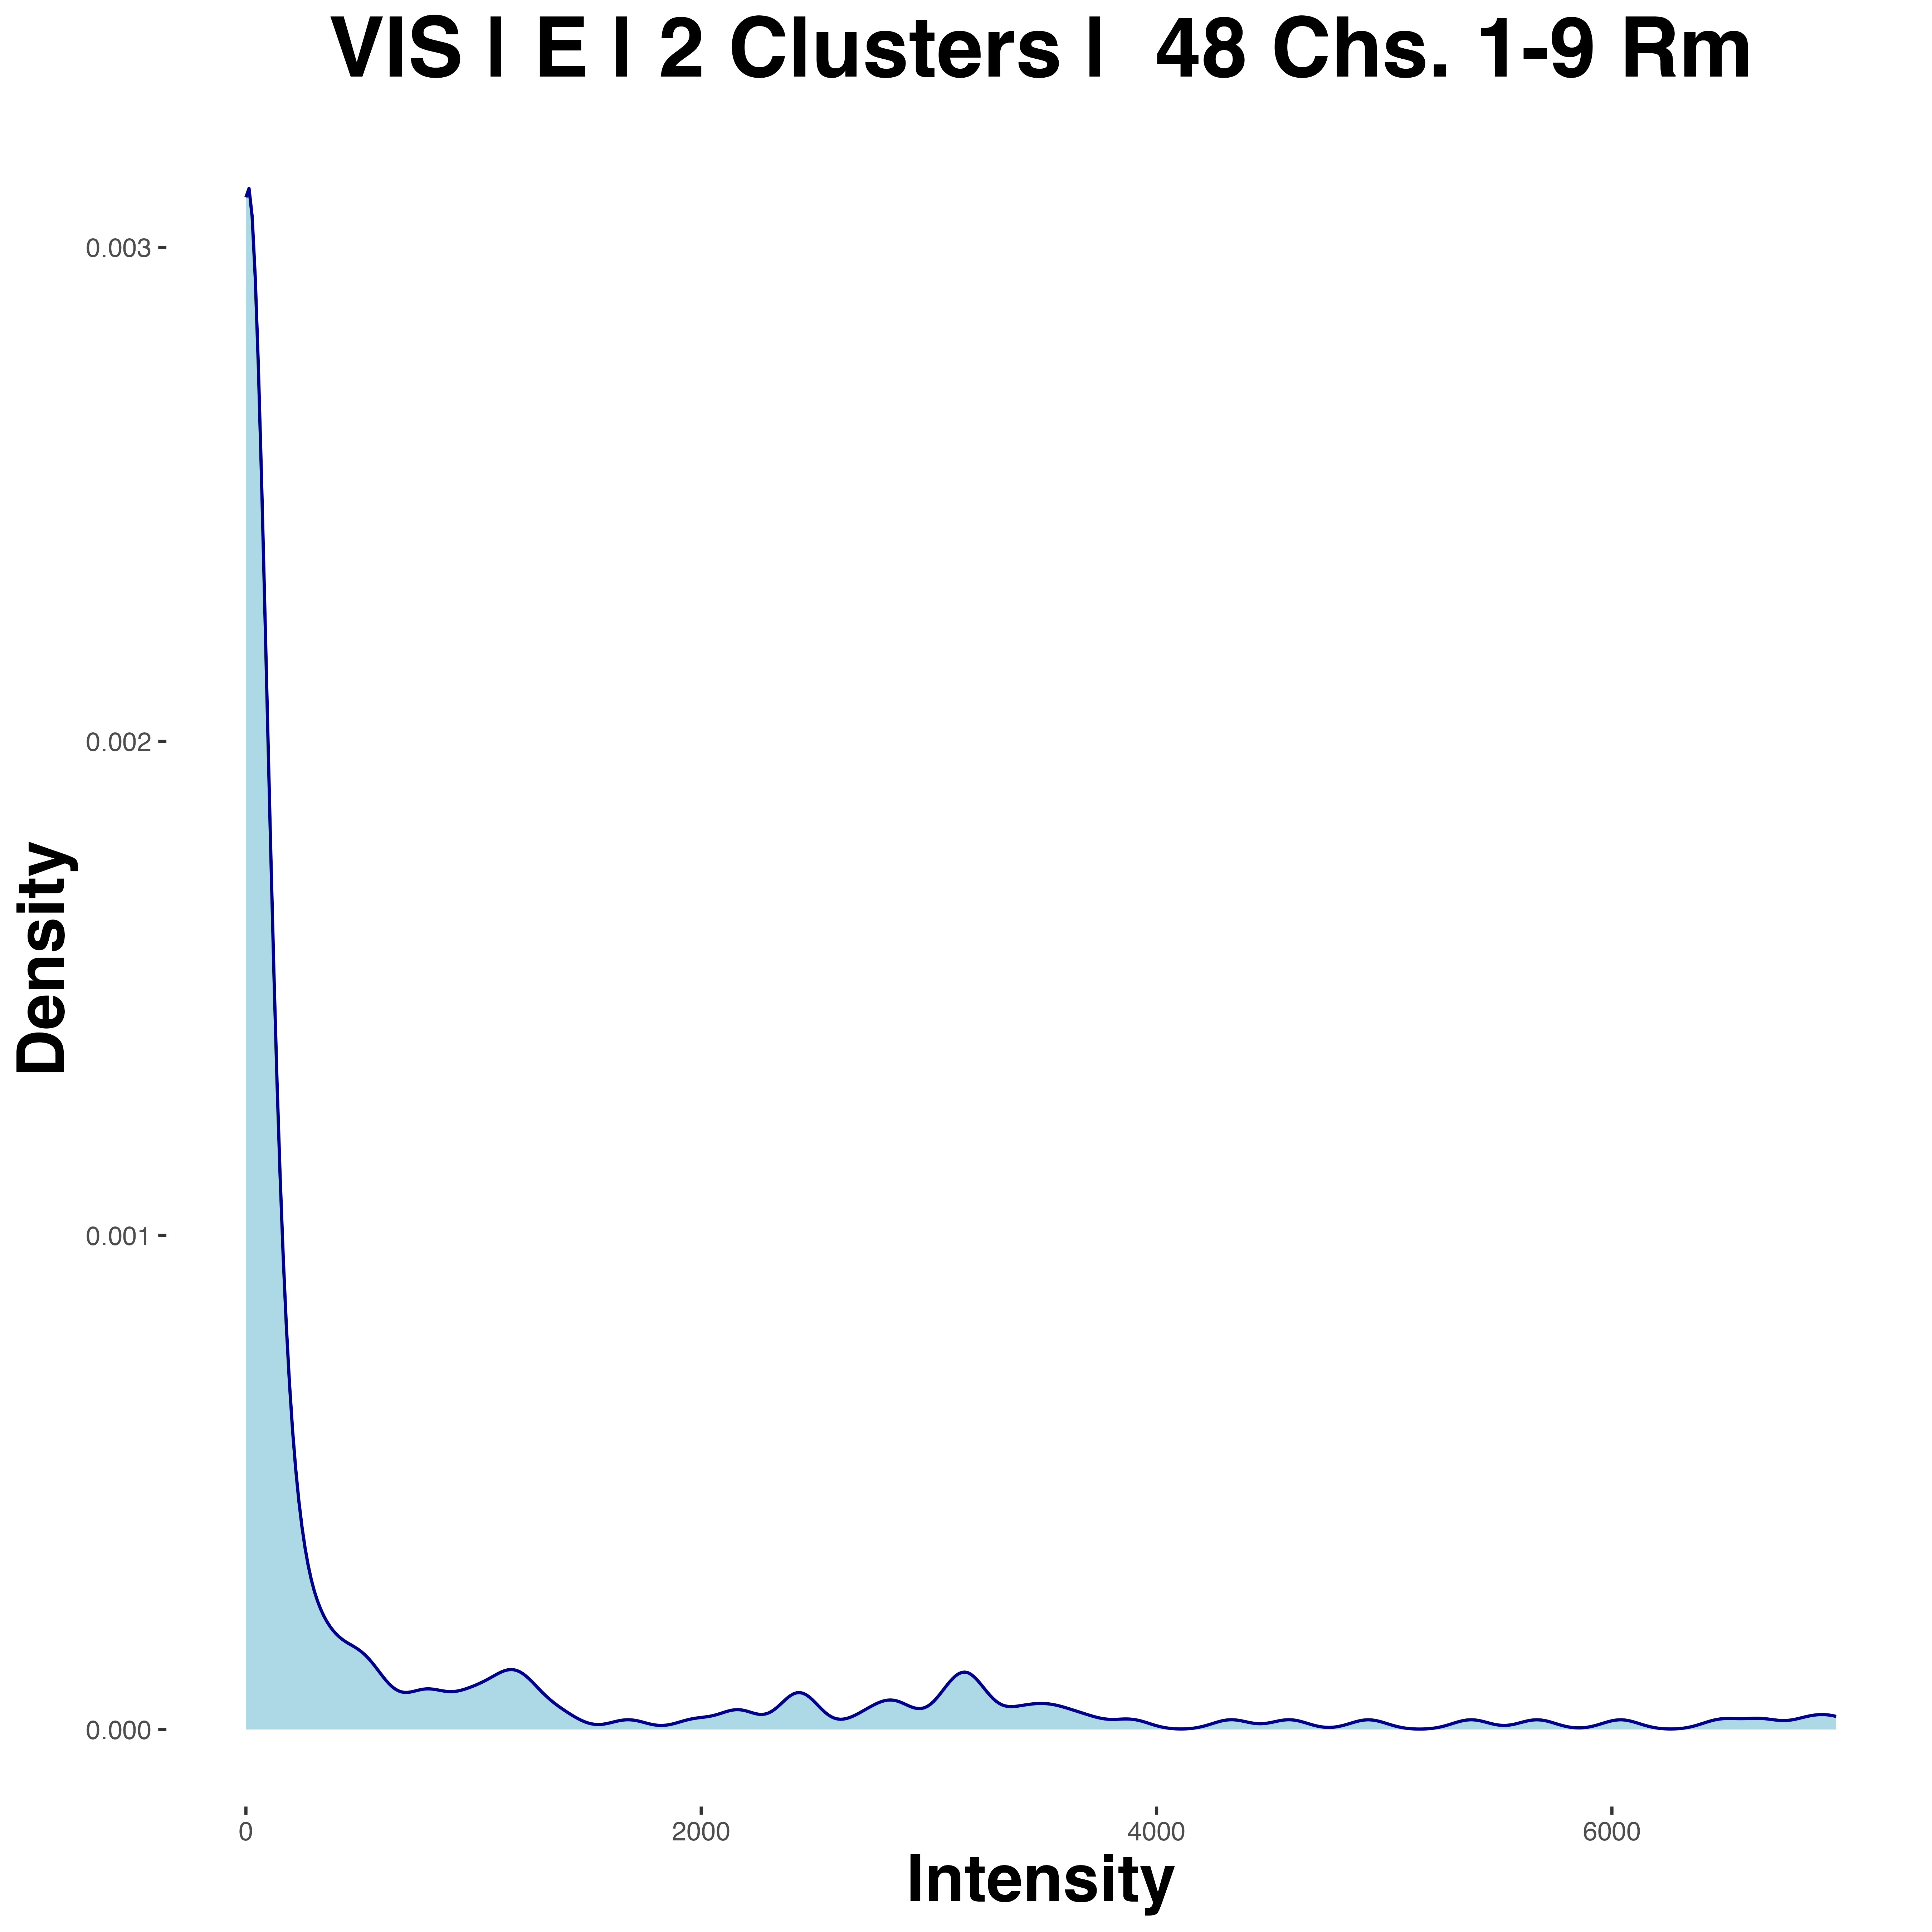 VIS | E | 2 Clusters | 48 Chs. 1-9 Rm
0.003
0.002
0.001
0.000
Density
0 2000 4000 6000
Intensity